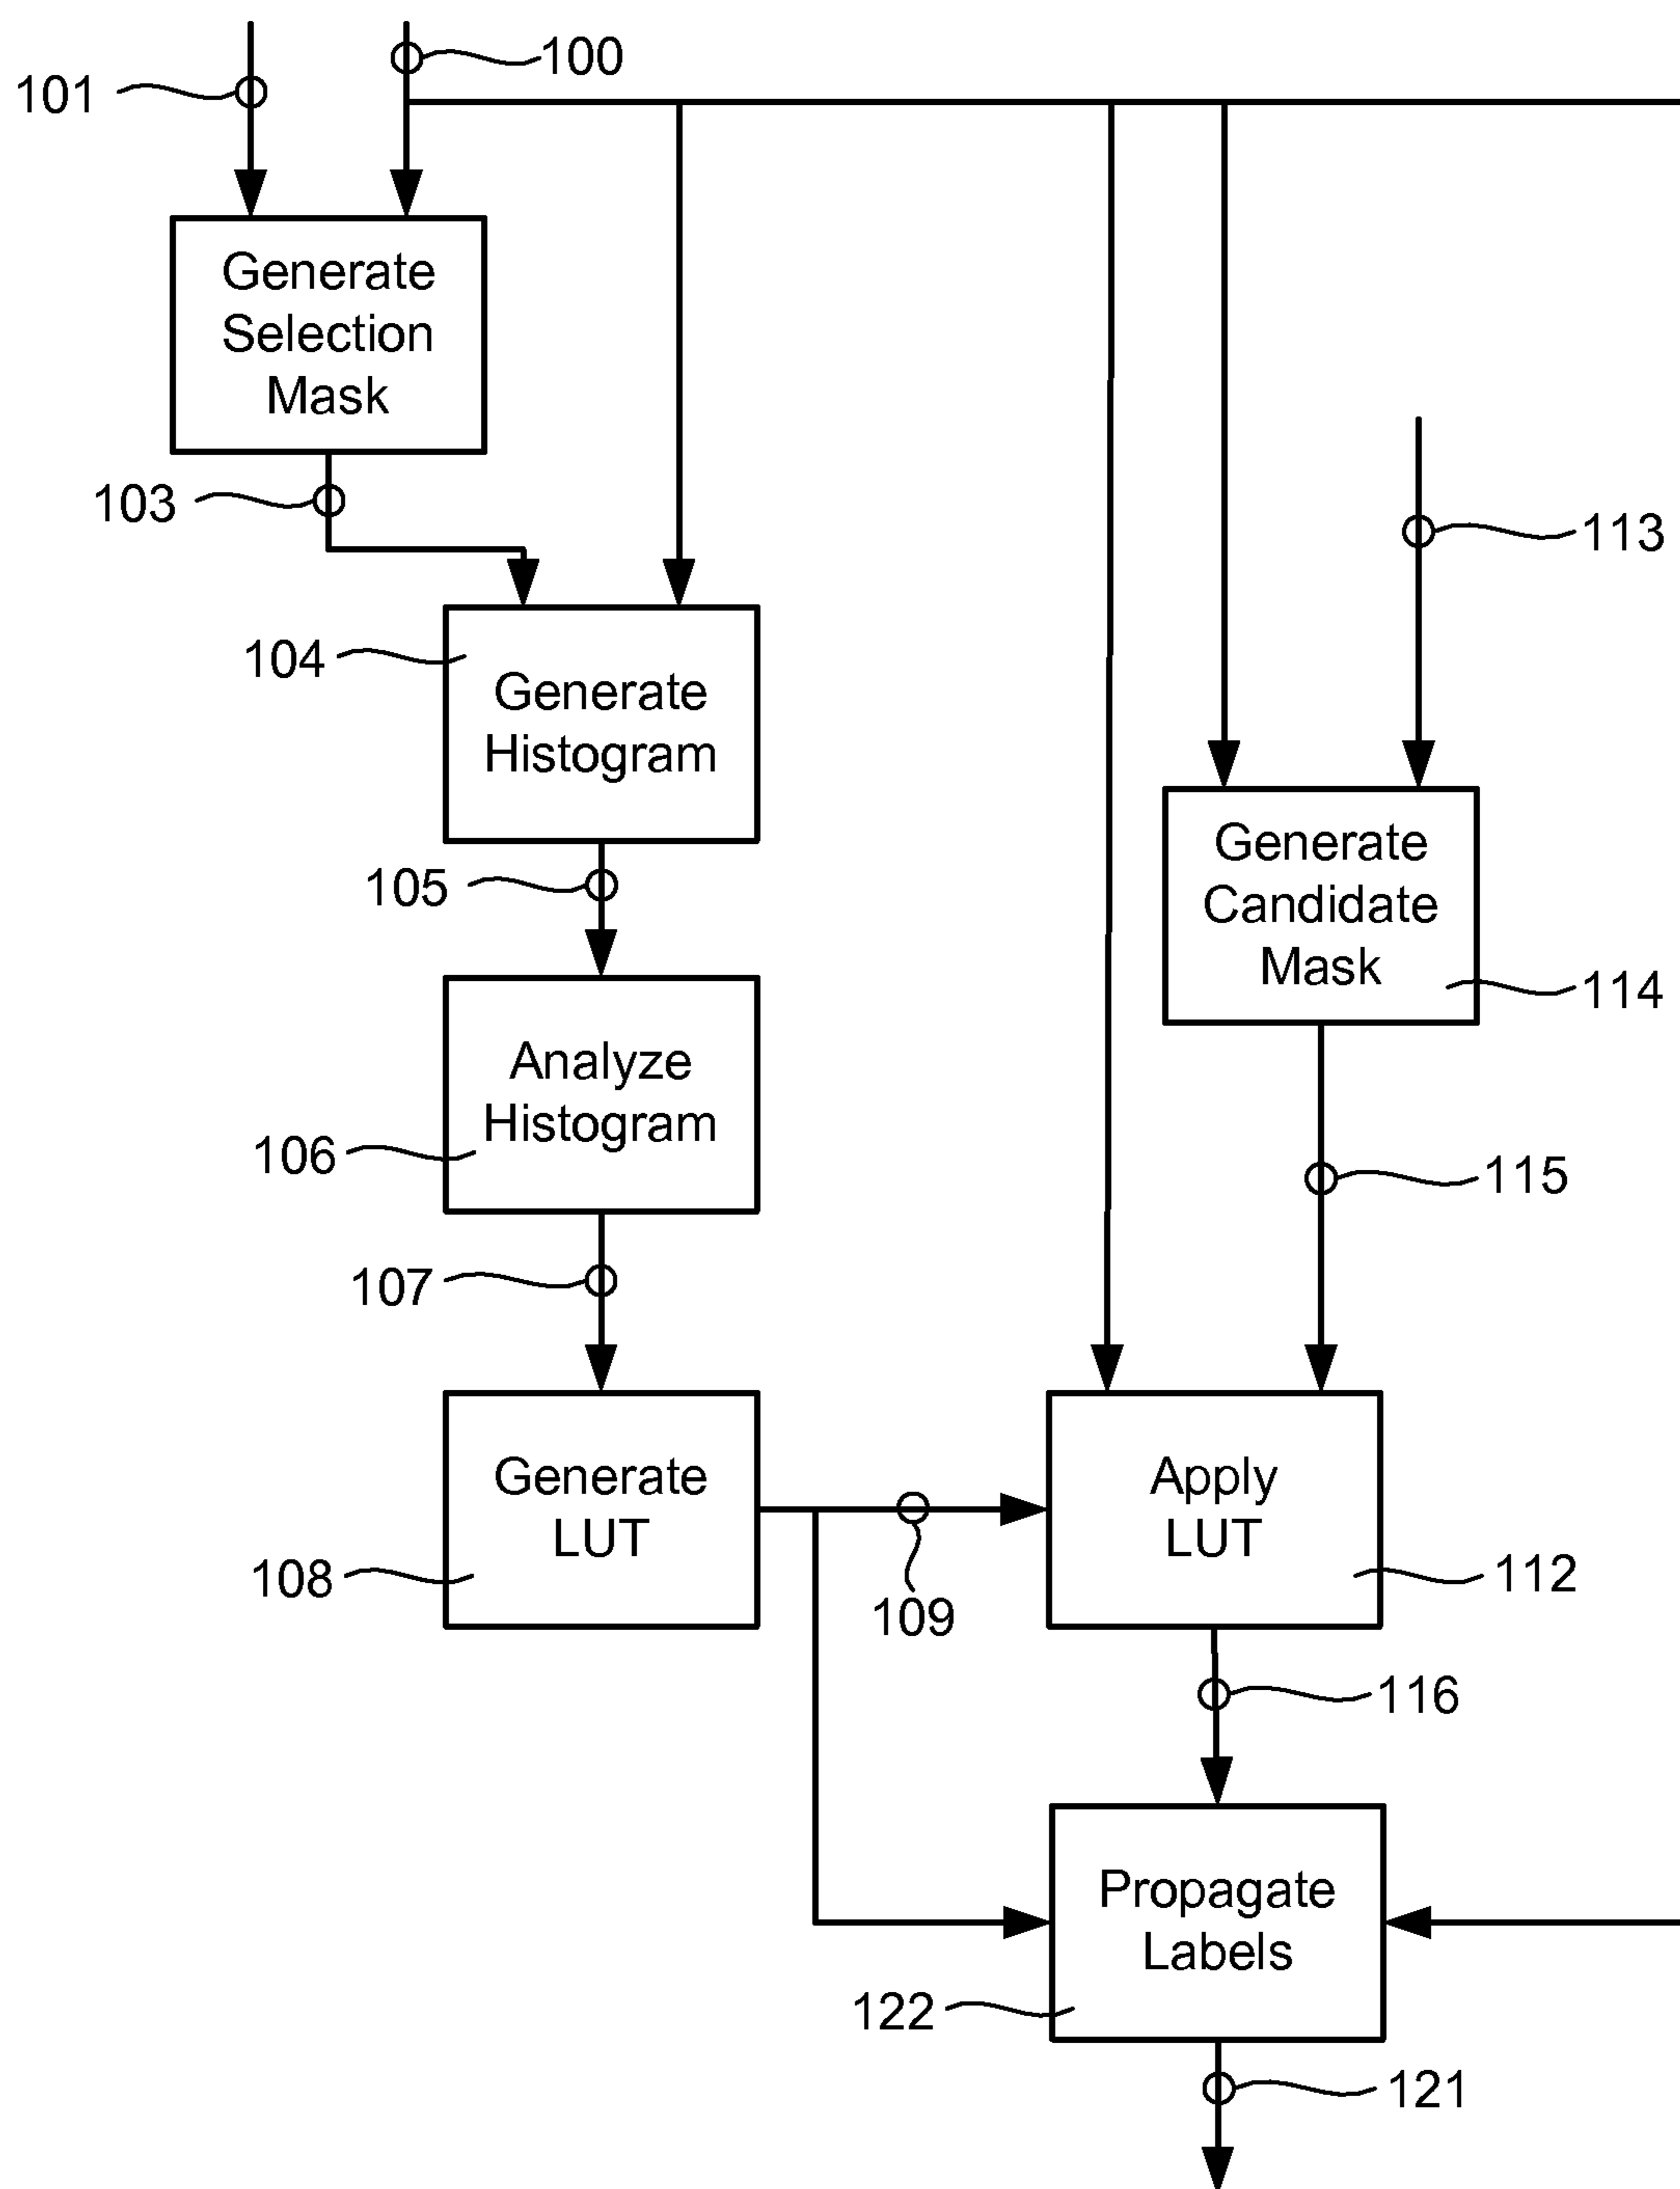 100
101
Generate
Selection
Mask
103
113
104
Generate
Histogram
105
Generate
Candidate
Mask
114
Analyze
Histogram
106
115
107
Generate
LUT
108
109
Apply
LUT
112
116
Propagate
Labels
122
121